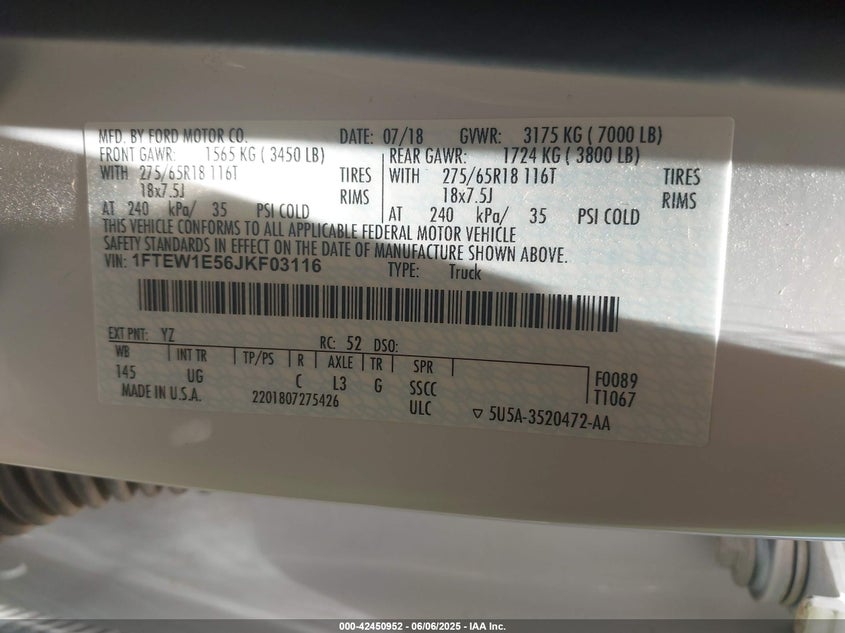 MFD. BY FORD MOTOR CO. DATE: 07/18 GVWR: 3175 KG ( 7000 LB)
FRONT GAWR: 1565 KG ( 3450 LB) REAR GAWR: 1724 KG ( 3800 LB)
WITH 275/65R18 116T TIRES WITH 275/65R18 116T TIRES
18x7.5J RIMS 18x7.5J RIMS
AT 240 kPa/ 35 PSI COLD AT 240 kPa/ 35 PSI COLD
THIS VEHICLE CONFORMS TO ALL APPLICABLE FEDERAL MOTOR VEHICLE
SAFETY STANDARDS IN EFFECT ON THE DATE OF MANUFACTURE SHOWN ABOVE.
VIN: 1FTEW1E56JKF03116 TYPE: Truck
EXT PNT: YZ RC: 52 DSO:
WB INT TR TP/PS R AXLE TR SPR
145 UG C L3 G SSCC F0089
ULC T1067
MADE IN U.S.A. 2201807275426 ▽ 5U5A-3520472-AA
000-42450952 | 06/06/2025 - IAA Inc.